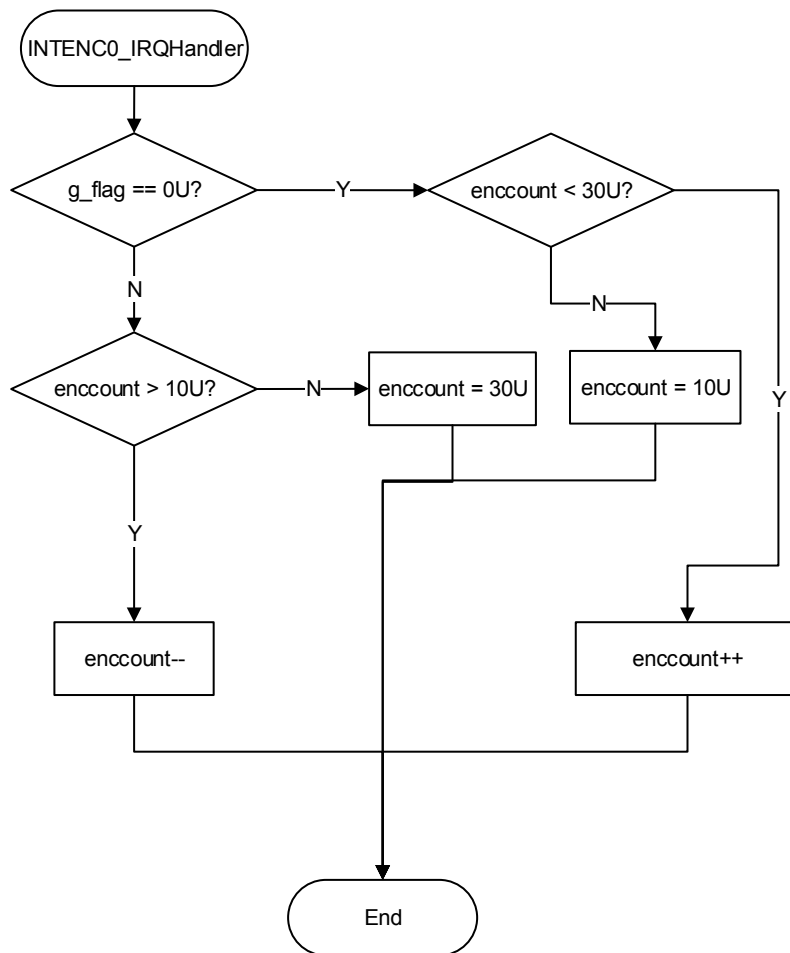 INTENC0_IRQHandler
g_flag == 0U?
Y
enccount < 30U?
N
N
enccount > 10U?
N
enccount = 30U
enccount = 10U
Y
Y
enccount--
enccount++
End